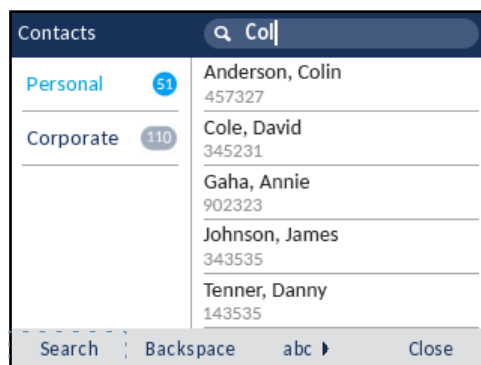 Contacts
Col
Personal 51
Corporate 110
Anderson, Colin
457327
Cole, David
345231
Gaha, Annie
902323
Johnson, James
343535
Tenner, Danny
143535
Search Backspace abc Close